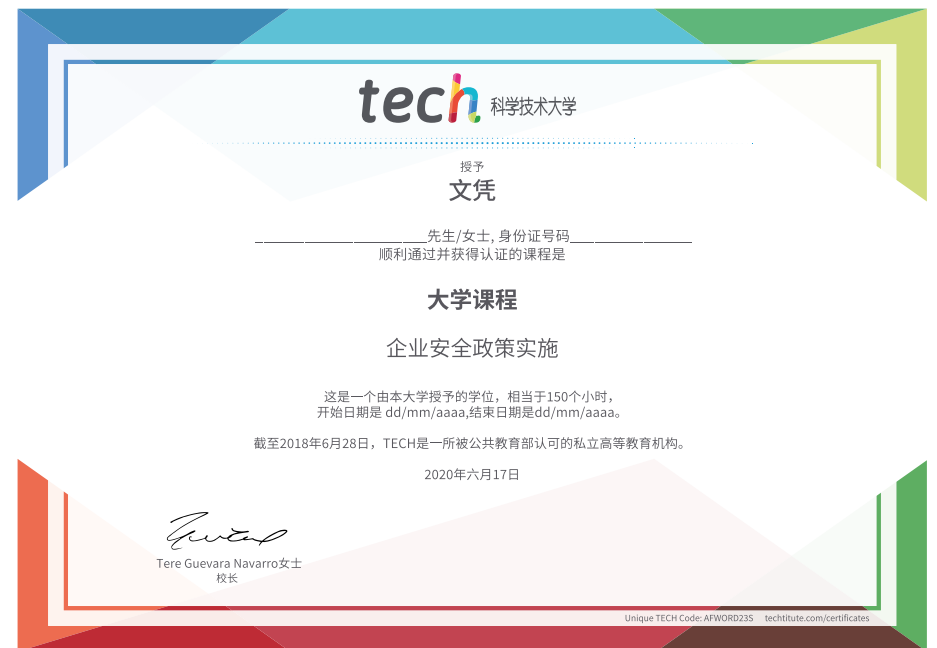 tech 科学技术大学
授予
文凭
_____________________先生/女士, 身份证号码_______________
顺利通过并获得认证的课程是
大学课程
企业安全政策实施
这是一个由本大学授予的学位，相当于150个小时，
开始日期是 dd/mm/aaaa,结束日期是dd/mm/aaaa。
截至2018年6月28日，TECH是一所被公共教育部认可的私立高等教育机构。
2020年六月17日
Tere Guevara Navarro女士
校长
Unique TECH Code: AFWORD23S techtitute.com/certificates